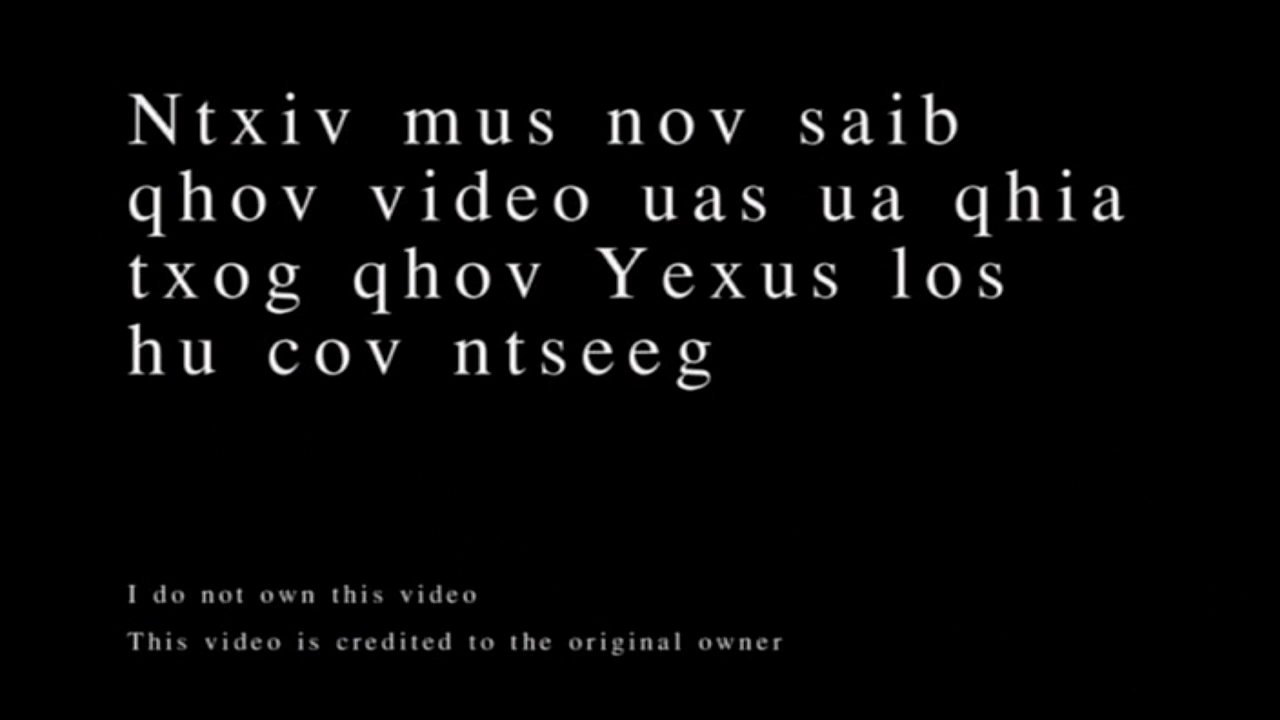 Ntxiv mus nov saib
qhov video uas ua qhia
txog qhov Yexus los
hu cov ntseeg
I do not own this video
This video is credited to the original owner